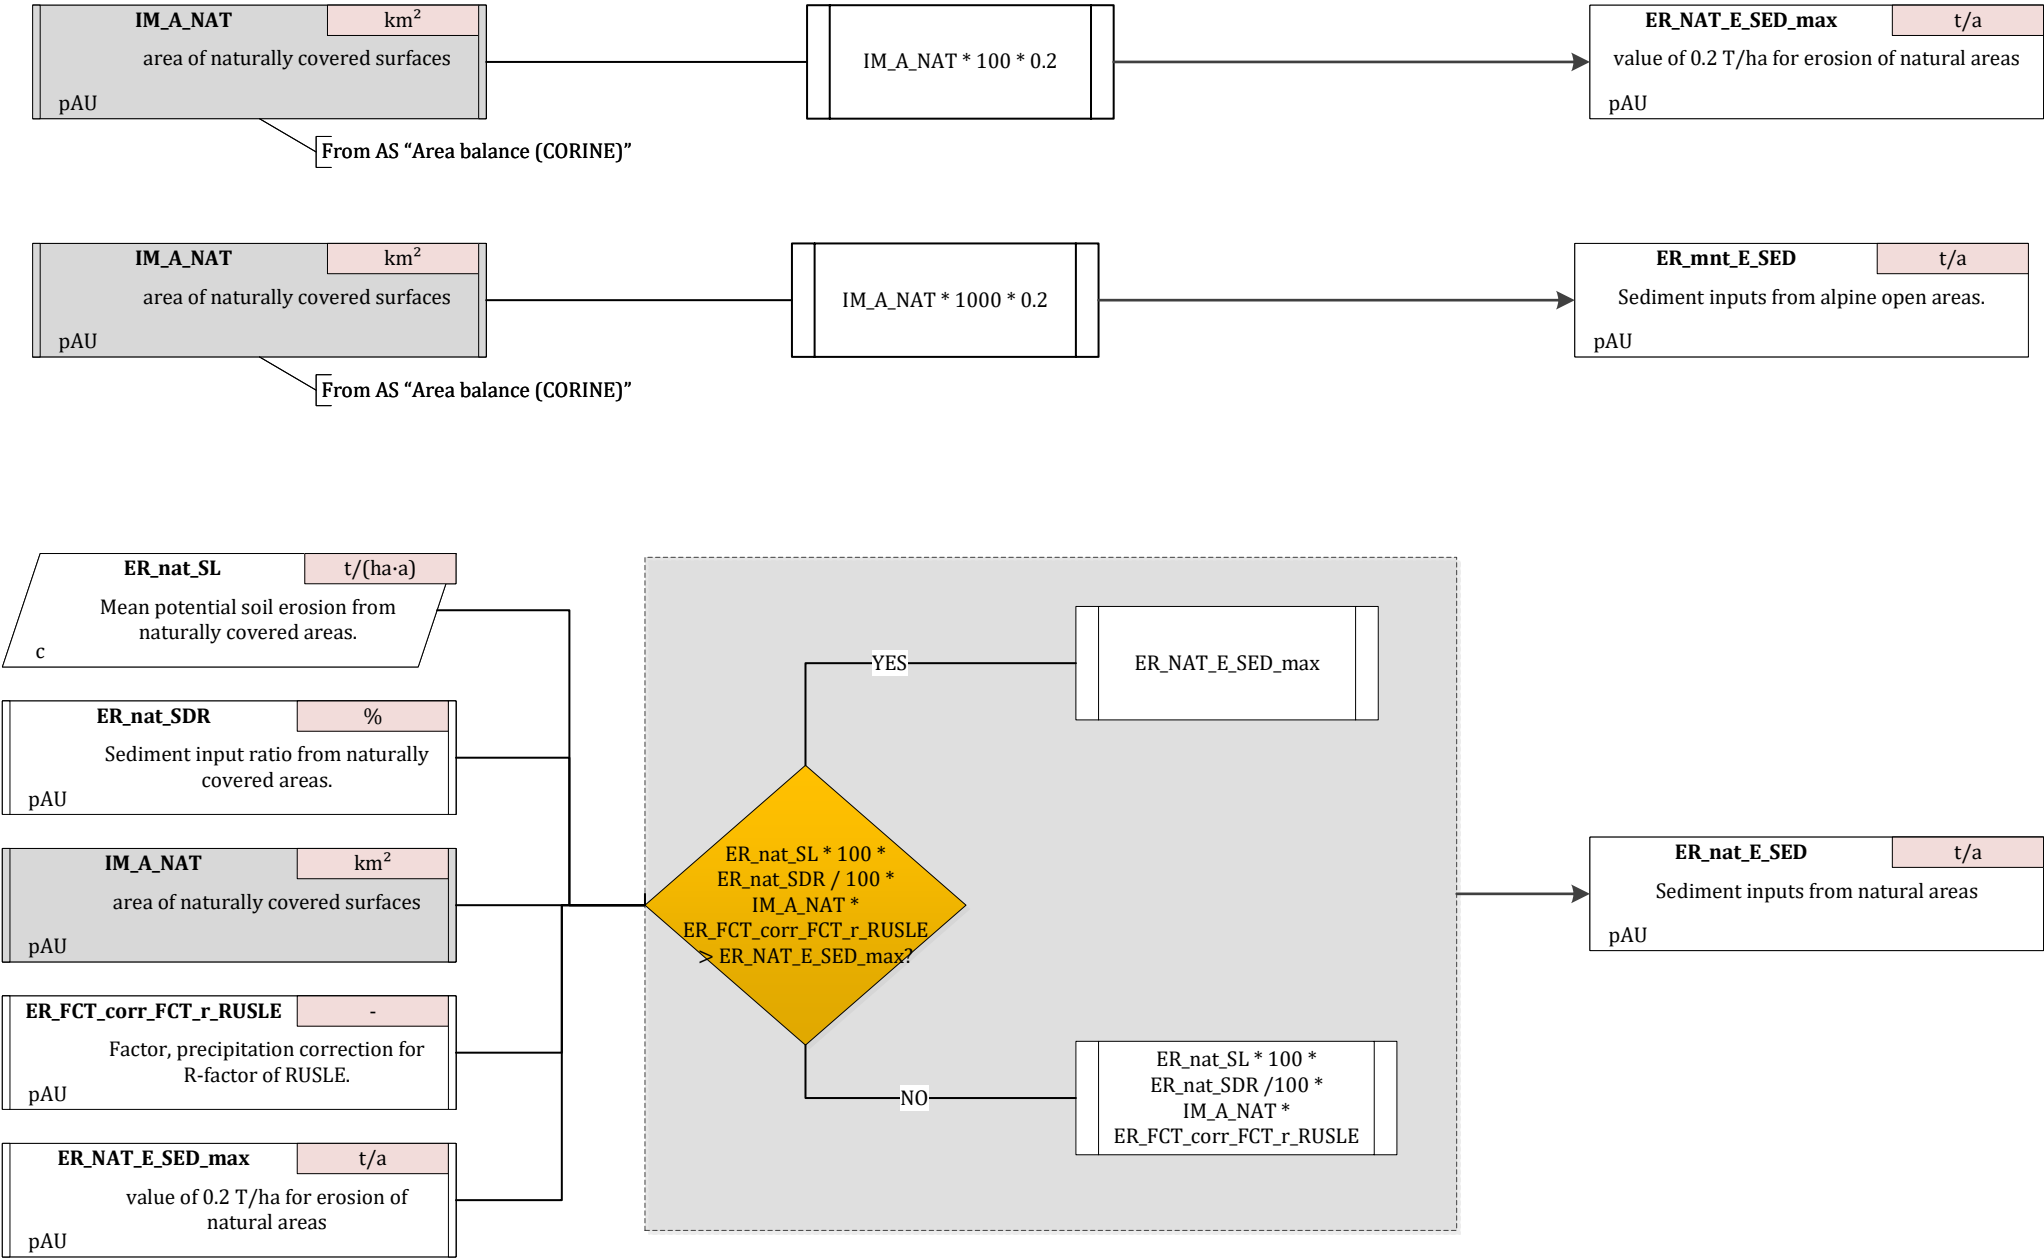 IM_A_NAT
km²
area of naturally covered surfaces
pAU
From AS “Area balance (CORINE)”
IM_A_NAT * 100 * 0.2
ER_NAT_E_SED_max
t/a
value of 0.2 T/ha for erosion of natural areas
pAU
IM_A_NAT
km²
area of naturally covered surfaces
pAU
From AS “Area balance (CORINE)”
IM_A_NAT * 1000 * 0.2
ER_mnt_E_SED
t/a
Sediment inputs from alpine open areas.
pAU
ER_nat_SL
t/(ha·a)
Mean potential soil erosion from
naturally covered areas.
c
ER_nat_SDR
%
Sediment input ratio from naturally
covered areas.
pAU
IM_A_NAT
km²
area of naturally covered surfaces
pAU
ER_FCT_corr_FCT_r_RUSLE
-
Factor, precipitation correction for
R-factor of RUSLE.
pAU
ER_NAT_E_SED_max
t/a
value of 0.2 T/ha for erosion of
natural areas
pAU
ER_nat_SL * 100 *
ER_nat_SDR / 100 *
IM_A_NAT *
ER_FCT_corr_FCT_r_RUSLE
> ER_NAT_E_SED_max?
YES
ER_NAT_E_SED_max
NO
ER_nat_SL * 100 *
ER_nat_SDR /100 *
IM_A_NAT *
ER_FCT_corr_FCT_r_RUSLE
ER_nat_E_SED
t/a
Sediment inputs from natural areas
pAU